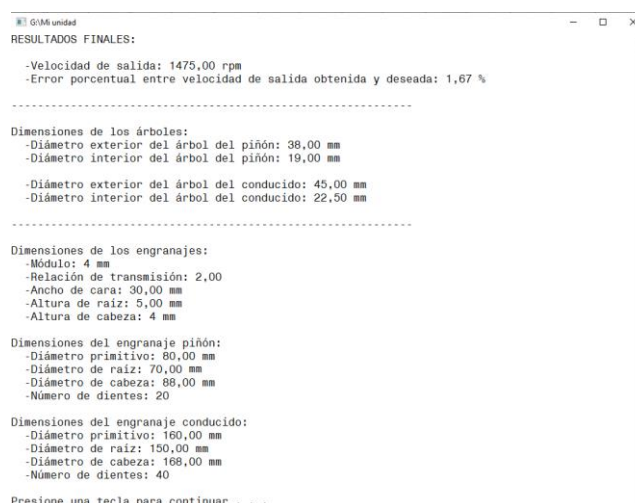 G:\Mi unidad
RESULTADOS FINALES:
-Velocidad de salida: 1475,00 rpm
-Error porcentual entre velocidad de salida obtenida y deseada: 1,67 %
------------------------------------------------------------
Dimensiones de los árboles:
-Diámetro exterior del árbol del piñón: 38,00 mm
-Diámetro interior del árbol del piñón: 19,00 mm
-Diámetro exterior del árbol del conducido: 45,00 mm
-Diámetro interior del árbol del conducido: 22,50 mm
------------------------------------------------------------
Dimensiones de los engranajes:
-Módulo: 4 mm
-Relación de transmisión: 2,00
-Ancho de cara: 30,00 mm
-Altura de raíz: 5,00 mm
-Altura de cabeza: 4 mm
Dimensiones del engranaje piñón:
-Diámetro primitivo: 80,00 mm
-Diámetro de raíz: 70,00 mm
-Diámetro de cabeza: 88,00 mm
-Número de dientes: 20
Dimensiones del engranaje conducido:
-Diámetro primitivo: 160,00 mm
-Diámetro de raíz: 150,00 mm
-Diámetro de cabeza: 168,00 mm
-Número de dientes: 40
Presione una tecla para continuar . . .